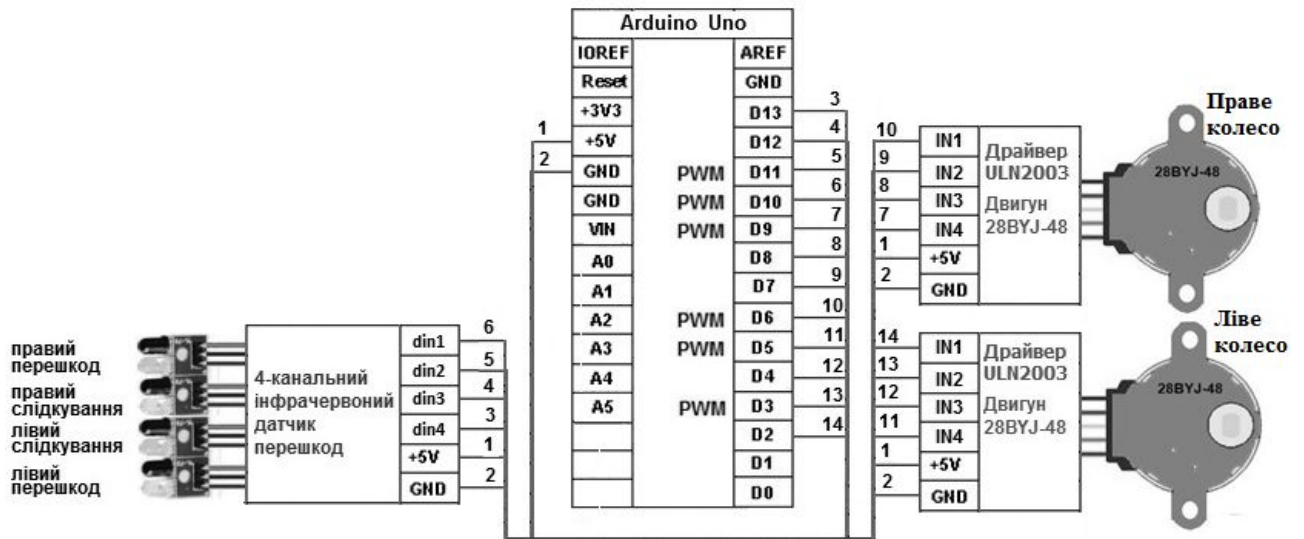 Arduino Uno
IOREF
AREF
Reset
GND
+3V3
D13
3
1
+5V
D12
4
2
GND
PWM
D11
5
GND
PWM
D10
6
VIN
PWM
D9
7
A0
D8
8
A1
D7
9
A2
PWM
D6
10
A3
PWM
D5
11
A4
D4
12
A5
PWM
D3
13
D2
14
D1
D0
10
IN1
9
IN2
8
IN3
7
IN4
1
+5V
2
GND
Драйвер
ULN2003
Двигун
28BYJ-48
28BYJ-48
Праве
колесо
14
IN1
13
IN2
12
IN3
11
IN4
1
+5V
2
GND
Драйвер
ULN2003
Двигун
28BYJ-48
28BYJ-48
Ліве
колесо
правий
перешкод
правий
слідкування
лівий
слідкування
лівий
перешкод
4-канальний
інфрачервоний
датчик
перешкод
din1
6
din2
5
din3
4
din4
3
+5V
1
GND
2